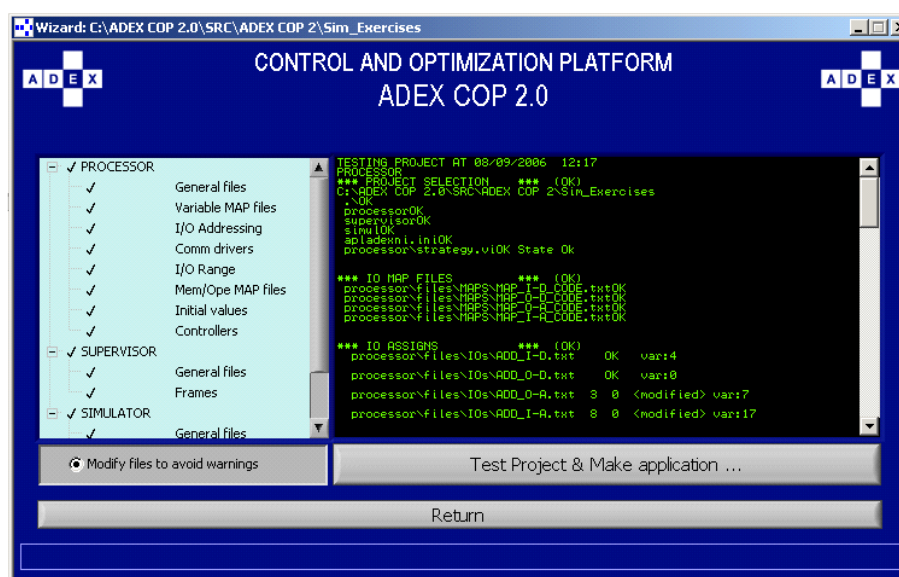 Wizard: C:\ADEX COP 2.0\SRC\ADEX COP 2\Sim_Exercises
CONTROL AND OPTIMIZATION PLATFORM
ADEX COP 2.0
A D E X
A D E X
PROCESSOR
General files
Variable MAP files
I/O Addressing
Comm drivers
I/O Range
Mem/Ope MAP files
Initial values
Controllers
SUPERVISOR
General files
Frames
SIMULATOR
General files
TESTING PROJECT AT 08/09/2006 12:17
PROCESSOR
*** PROJECT SELECTION *** (OK)
C:\ADEX COP 2.0\SRC\ADEX COP 2\Sim_Exercises
.\OK
processorOK
supervisorOK
simulOK
apladexni.iniOK
processor\strategy.viOK State Ok
*** IO MAP FILES *** (OK)
processor\files\MAPS\MAP_I-D_CODE.txtOK
processor\files\MAPS\MAP_O-D_CODE.txtOK
processor\files\MAPS\MAP_O-A_CODE.txtOK
processor\files\MAPS\MAP_I-A_CODE.txtOK
*** IO ASSIGNS *** (OK)
processor\files\IOs\ADD_I-D.txt OK var:4
processor\files\IOs\ADD_O-D.txt OK var:0
processor\files\IOs\ADD_O-A.txt 3 0 <modified> var:7
processor\files\IOs\ADD_I-A.txt 8 0 <modified> var:17
Modify files to avoid warnings
Test Project & Make application ...
Return